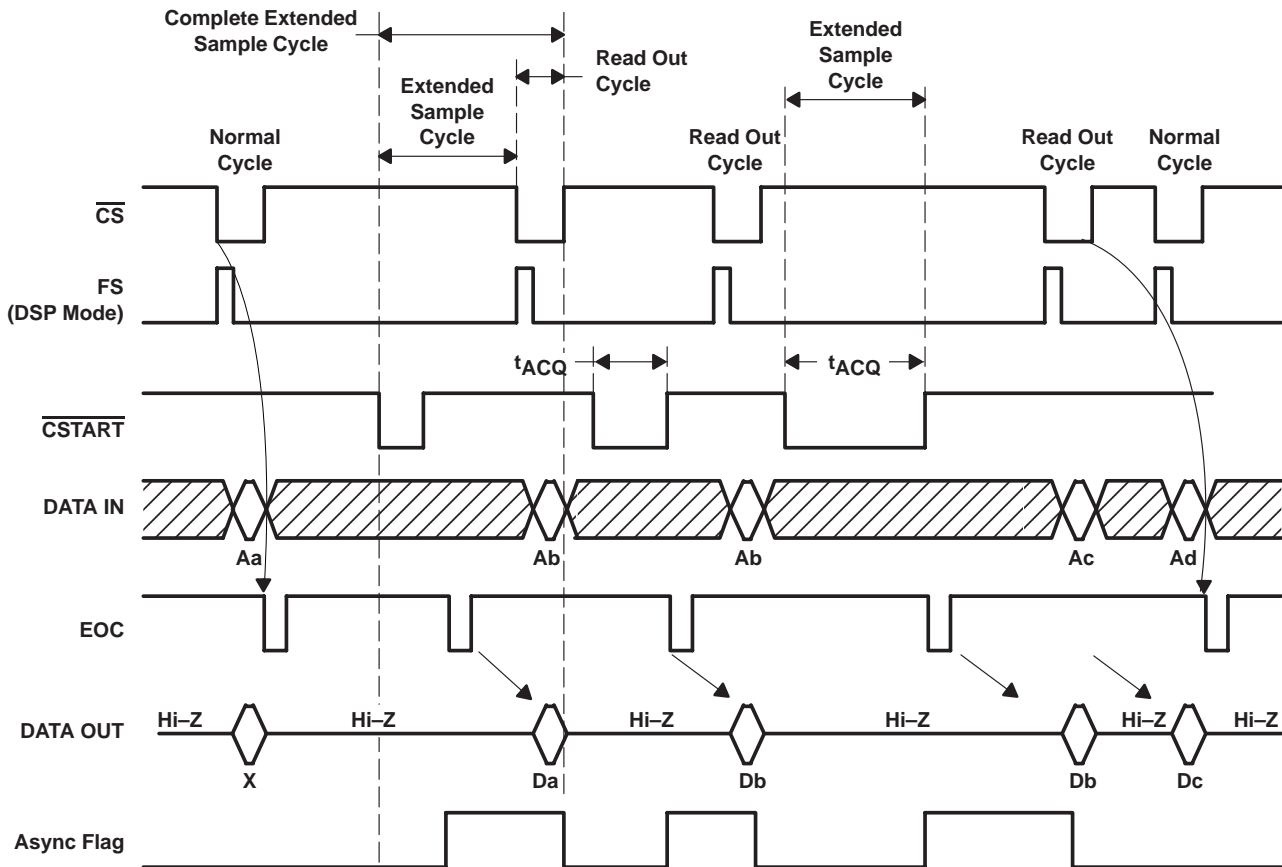 Complete Extended
Sample Cycle
Read Out
Cycle
Extended
Sample
Cycle
Extended
Sample
Cycle
Normal
Cycle
Read Out
Cycle
Read Out
Cycle
Normal
Cycle
CS
FS
(DSP Mode)
tACQ
tACQ
CSTART
DATA IN
Aa
Ab
Ab
Ac
Ad
EOC
DATA OUT
Hi–Z
Hi–Z
Hi–Z
Hi–Z
Hi–Z
Hi–Z
X
Da
Db
Db
Dc
Async Flag